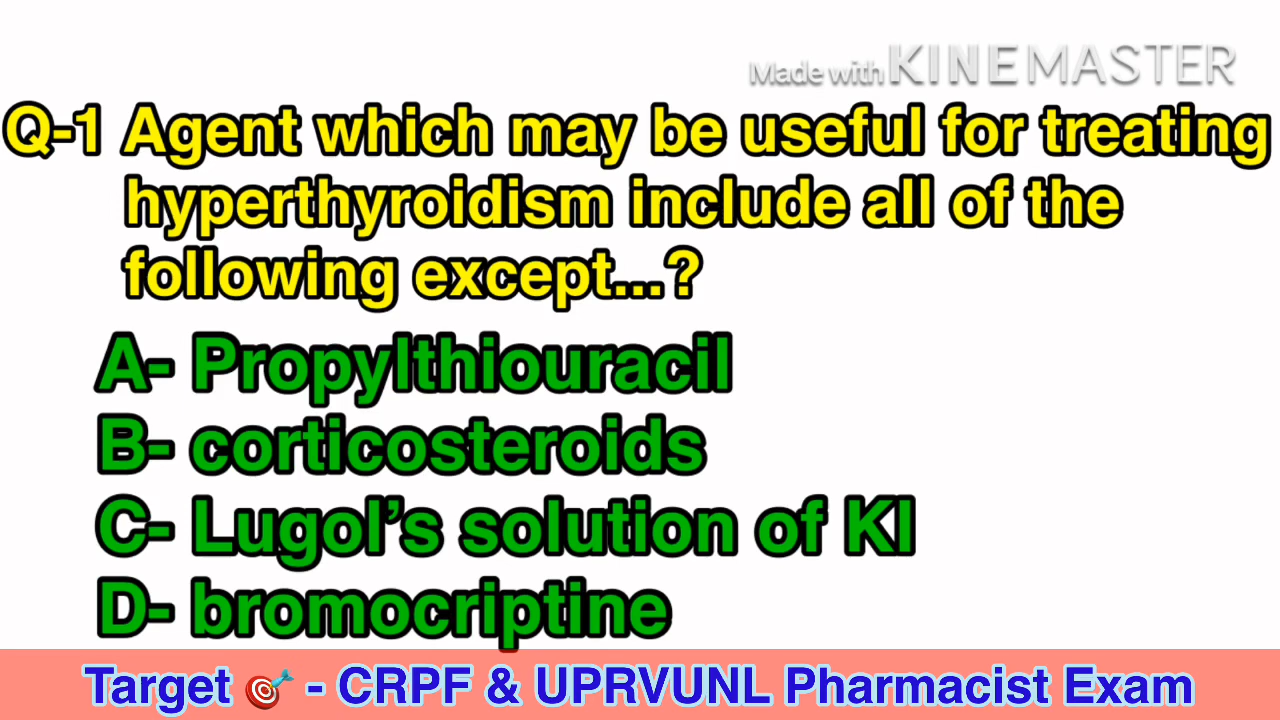 Made with KINEMASTER
Q-1 Agent which may be useful for treating
hyperthyroidism include all of the
following except...?
A- Propylthiouracil
B- corticosteroids
C- Lugol’s solution of KI
D- bromocriptine
Target 🎯 - CRPF & UPRVUNL Pharmacist Exam